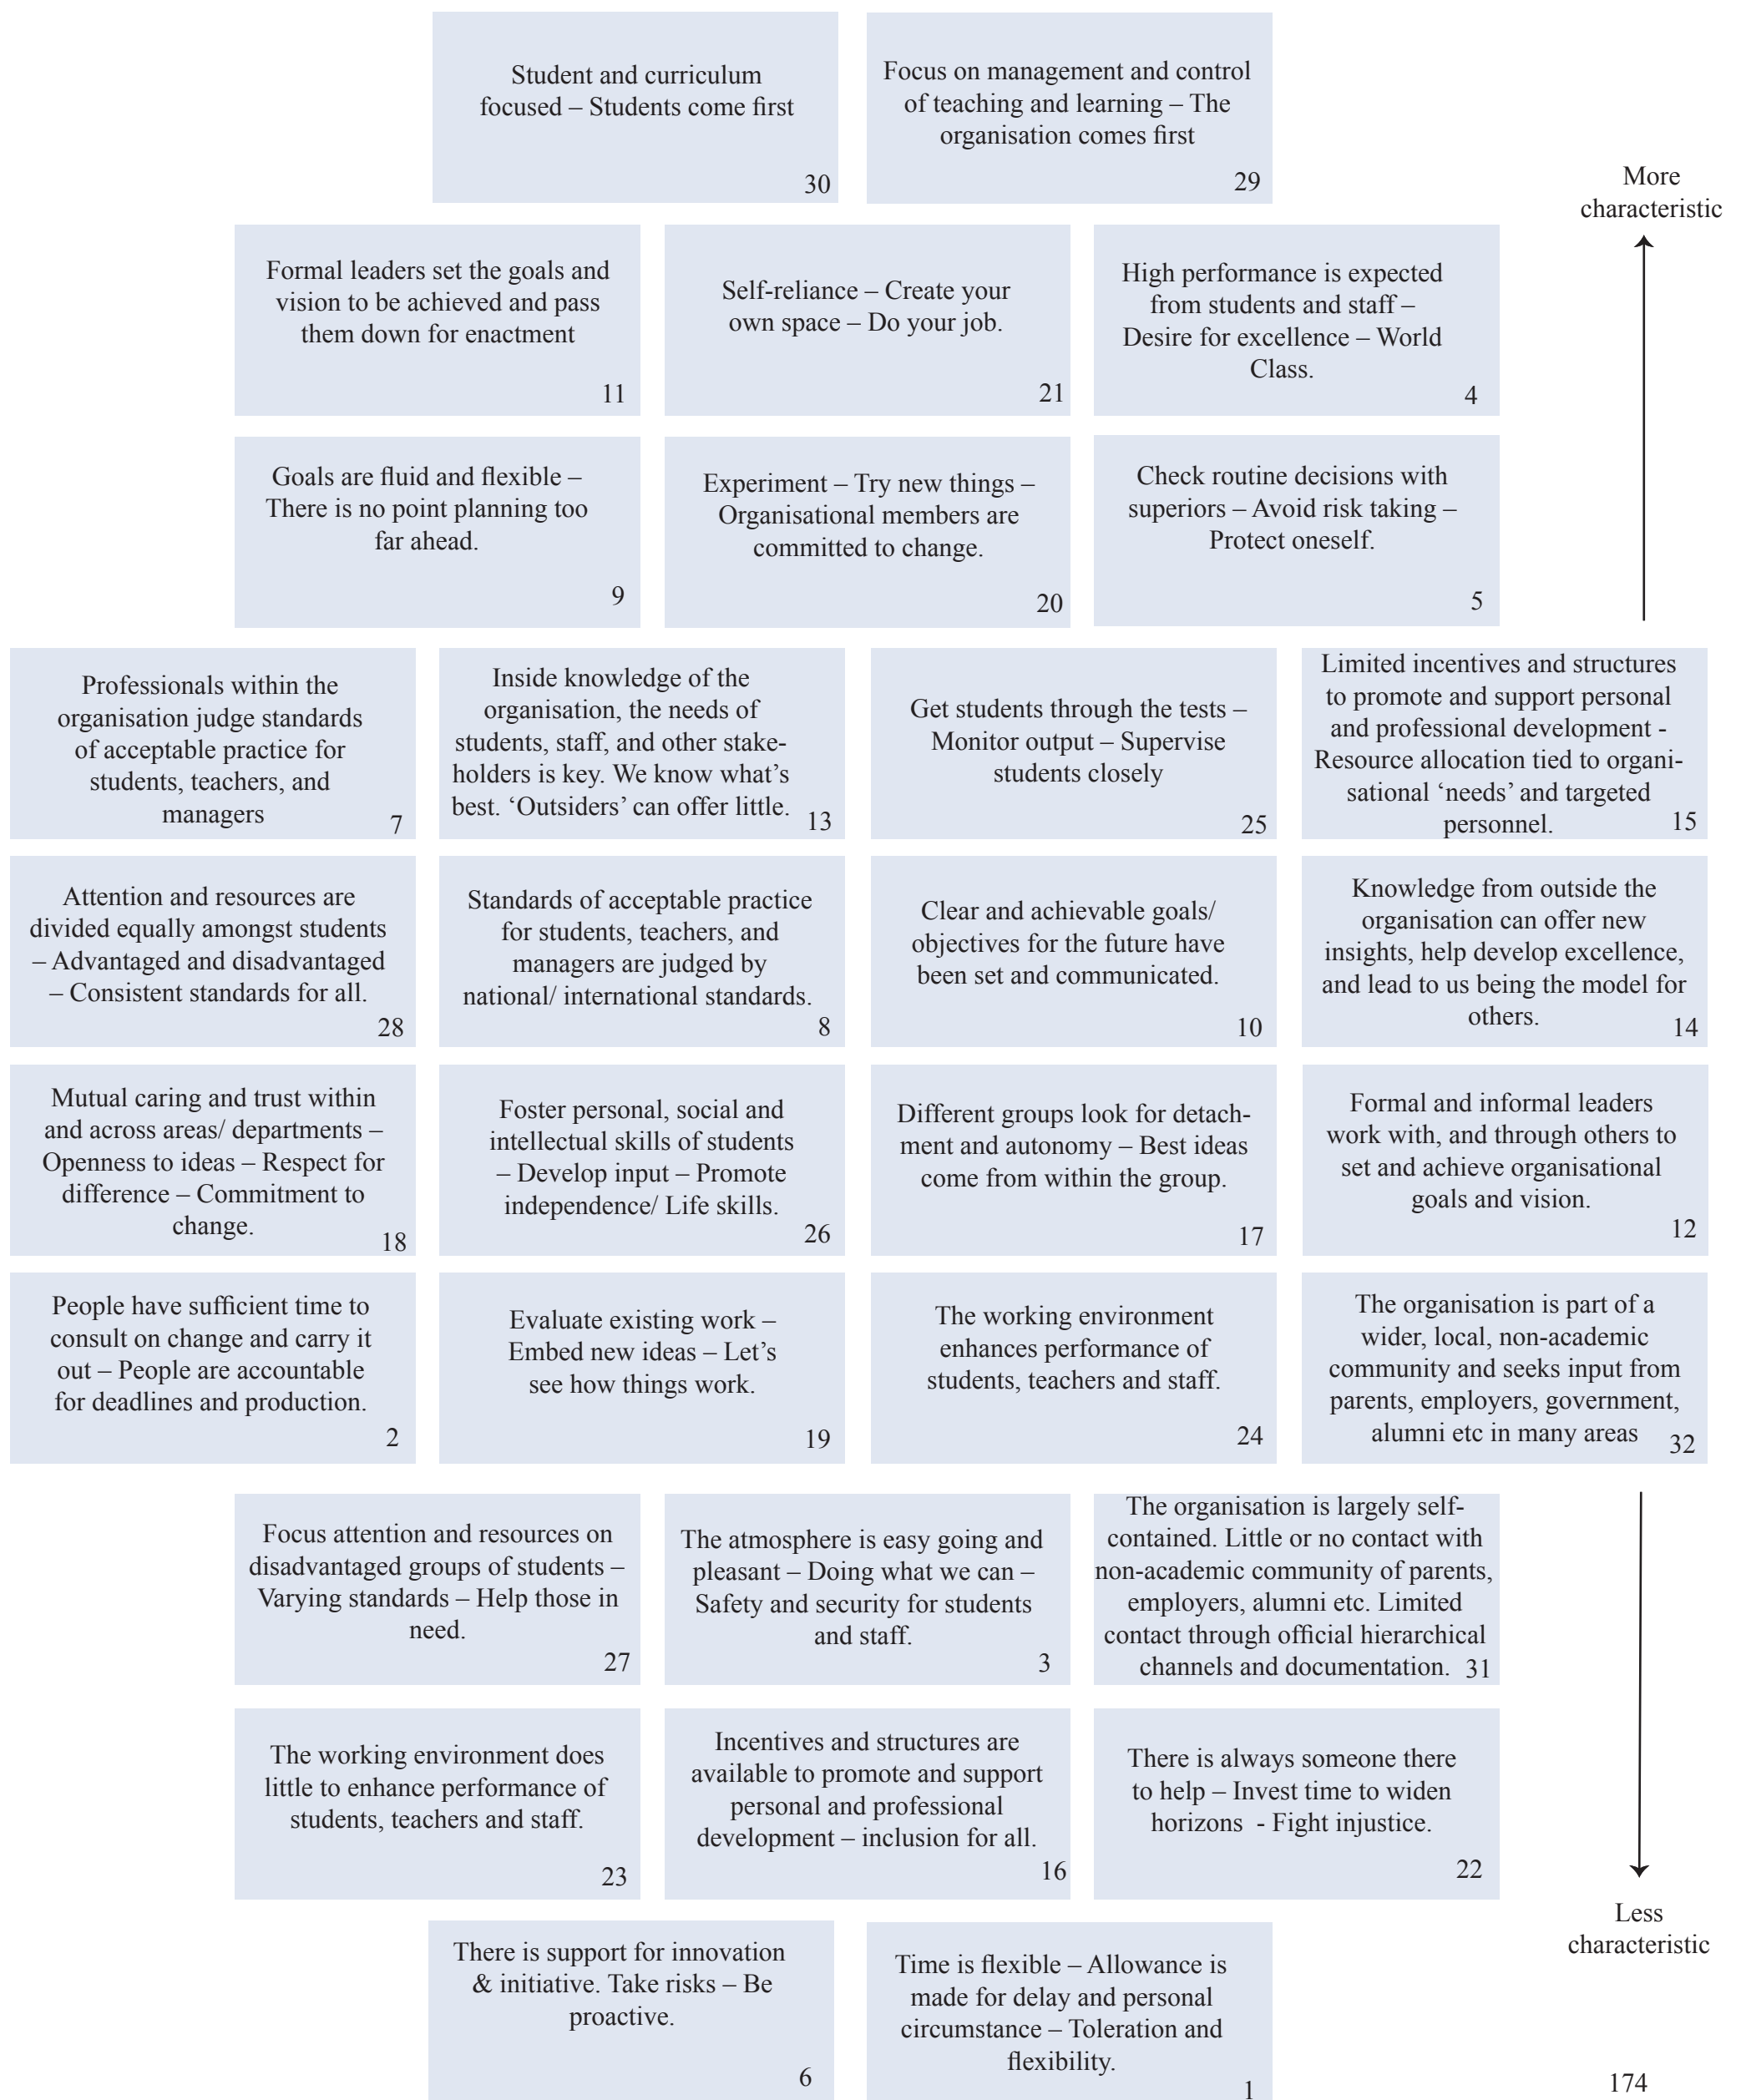 Student and curriculum
focused – Students come first
30
Focus on management and control
of teaching and learning – The
organisation comes first
29
More
characteristic
Formal leaders set the goals and
vision to be achieved and pass
them down for enactment
11
Self-reliance – Create your
own space – Do your job.
21
High performance is expected
from students and staff –
Desire for excellence – World
Class.
4
Goals are fluid and flexible –
There is no point planning too
far ahead.
9
Experiment – Try new things –
Organisational members are
committed to change.
20
Check routine decisions with
superiors – Avoid risk taking –
Protect oneself.
5
Professionals within the
organisation judge standards
of acceptable practice for
students, teachers, and
managers
7
Inside knowledge of the
organisation, the needs of
students, staff, and other stake-
holders is key. We know what's
best. ‘Outsiders’ can offer little.
13
Get students through the tests –
Monitor output – Supervise
students closely
25
Limited incentives and structures
to promote and support personal
and professional development -
Resource allocation tied to organi-
sational ‘needs’ and targeted
personnel.
15
Attention and resources are
divided equally amongst students
– Advantaged and disadvantaged
– Consistent standards for all.
28
Standards of acceptable practice
for students, teachers, and
managers are judged by
national/ international standards.
8
Clear and achievable goals/
objectives for the future have
been set and communicated.
10
Knowledge from outside the
organisation can offer new
insights, help develop excellence,
and lead to us being the model for
others.
14
Mutual caring and trust within
and across areas/ departments –
Openness to ideas – Respect for
difference – Commitment to
change.
18
Foster personal, social and
intellectual skills of students
– Develop input – Promote
independence/ Life skills.
26
Different groups look for detach-
ment and autonomy – Best ideas
come from within the group.
17
Formal and informal leaders
work with, and through others to
set and achieve organisational
goals and vision.
12
People have sufficient time to
consult on change and carry it
out – People are accountable
for deadlines and production.
2
Evaluate existing work –
Embed new ideas – Let's
see how things work.
19
The working environment
enhances performance of
students, teachers and staff.
24
The organisation is part of a
wider, local, non-academic
community and seeks input from
parents, employers, government,
alumni etc in many areas
32
Focus attention and resources on
disadvantaged groups of students –
Varying standards – Help those in
need.
27
The atmosphere is easy going and
pleasant – Doing what we can –
Safety and security for students
and staff.
3
The organisation is largely self-
contained. Little or no contact with
non-academic community of parents,
employers, alumni etc. Limited
contact through official hierarchical
channels and documentation.
31
The working environment does
little to enhance performance of
students, teachers and staff.
23
Incentives and structures are
available to promote and support
personal and professional
development – inclusion for all.
16
There is always someone there
to help – Invest time to widen
horizons - Fight injustice.
22
Less
characteristic
There is support for innovation
& initiative. Take risks – Be
proactive.
6
Time is flexible – Allowance is
made for delay and personal
circumstance – Toleration and
flexibility.
1
174